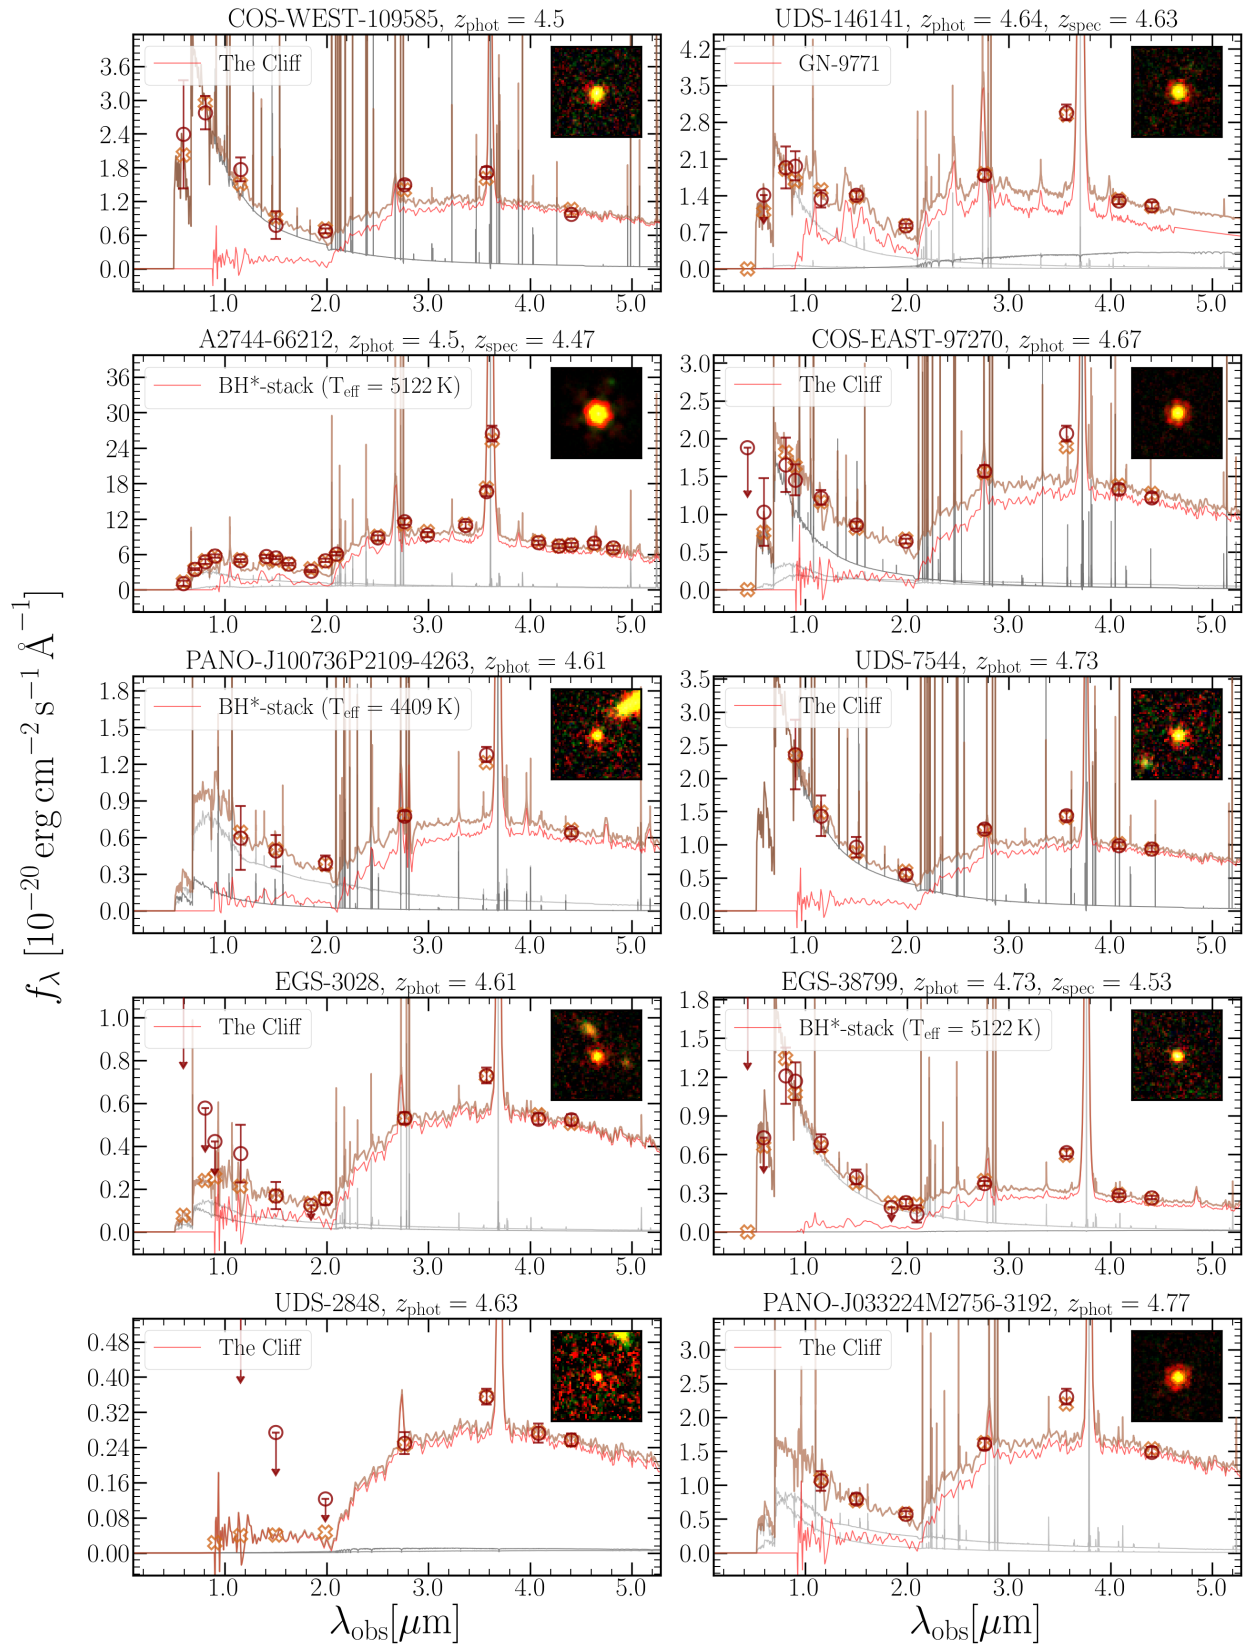 COS-WEST-109585, z_phot = 4.5
The Cliff
3.6
3.0
2.4
1.8
1.2
0.6
0.0
1.0 2.0 3.0 4.0 5.0
UDS-146141, z_phot = 4.64, z_spec = 4.63
GN-9771
4.2
3.5
2.8
2.1
1.4
0.7
0.0
1.0 2.0 3.0 4.0 5.0
A2744-66212, z_phot = 4.5, z_spec = 4.47
BH*-stack (T_eff = 5122 K)
36
30
24
18
12
6
0
1.0 2.0 3.0 4.0 5.0
COS-EAST-97270, z_phot = 4.67
The Cliff
3.0
2.5
2.0
1.5
1.0
0.5
0.0
1.0 2.0 3.0 4.0 5.0
PANO-J100736P2109-4263, z_phot = 4.61
BH*-stack (T_eff = 4409 K)
1.8
1.5
1.2
0.9
0.6
0.3
0.0
1.0 2.0 3.0 4.0 5.0
UDS-7544, z_phot = 4.73
The Cliff
3.5
3.0
2.5
2.0
1.5
1.0
0.5
0.0
1.0 2.0 3.0 4.0 5.0
EGS-3028, z_phot = 4.61
The Cliff
1.0
0.8
0.6
0.4
0.2
0.0
1.0 2.0 3.0 4.0 5.0
EGS-38799, z_phot = 4.73, z_spec = 4.53
BH*-stack (T_eff = 5122 K)
1.8
1.5
1.2
0.9
0.6
0.3
0.0
1.0 2.0 3.0 4.0 5.0
UDS-2848, z_phot = 4.63
The Cliff
0.48
0.40
0.32
0.24
0.16
0.08
0.00
1.0 2.0 3.0 4.0 5.0
PANO-J033224M2756-3192, z_phot = 4.77
The Cliff
3.0
2.5
2.0
1.5
1.0
0.5
0.0
1.0 2.0 3.0 4.0 5.0
f_λ [10⁻²⁰ erg cm⁻² s⁻¹ Å⁻¹]
λ_obs[μm]
λ_obs[μm]